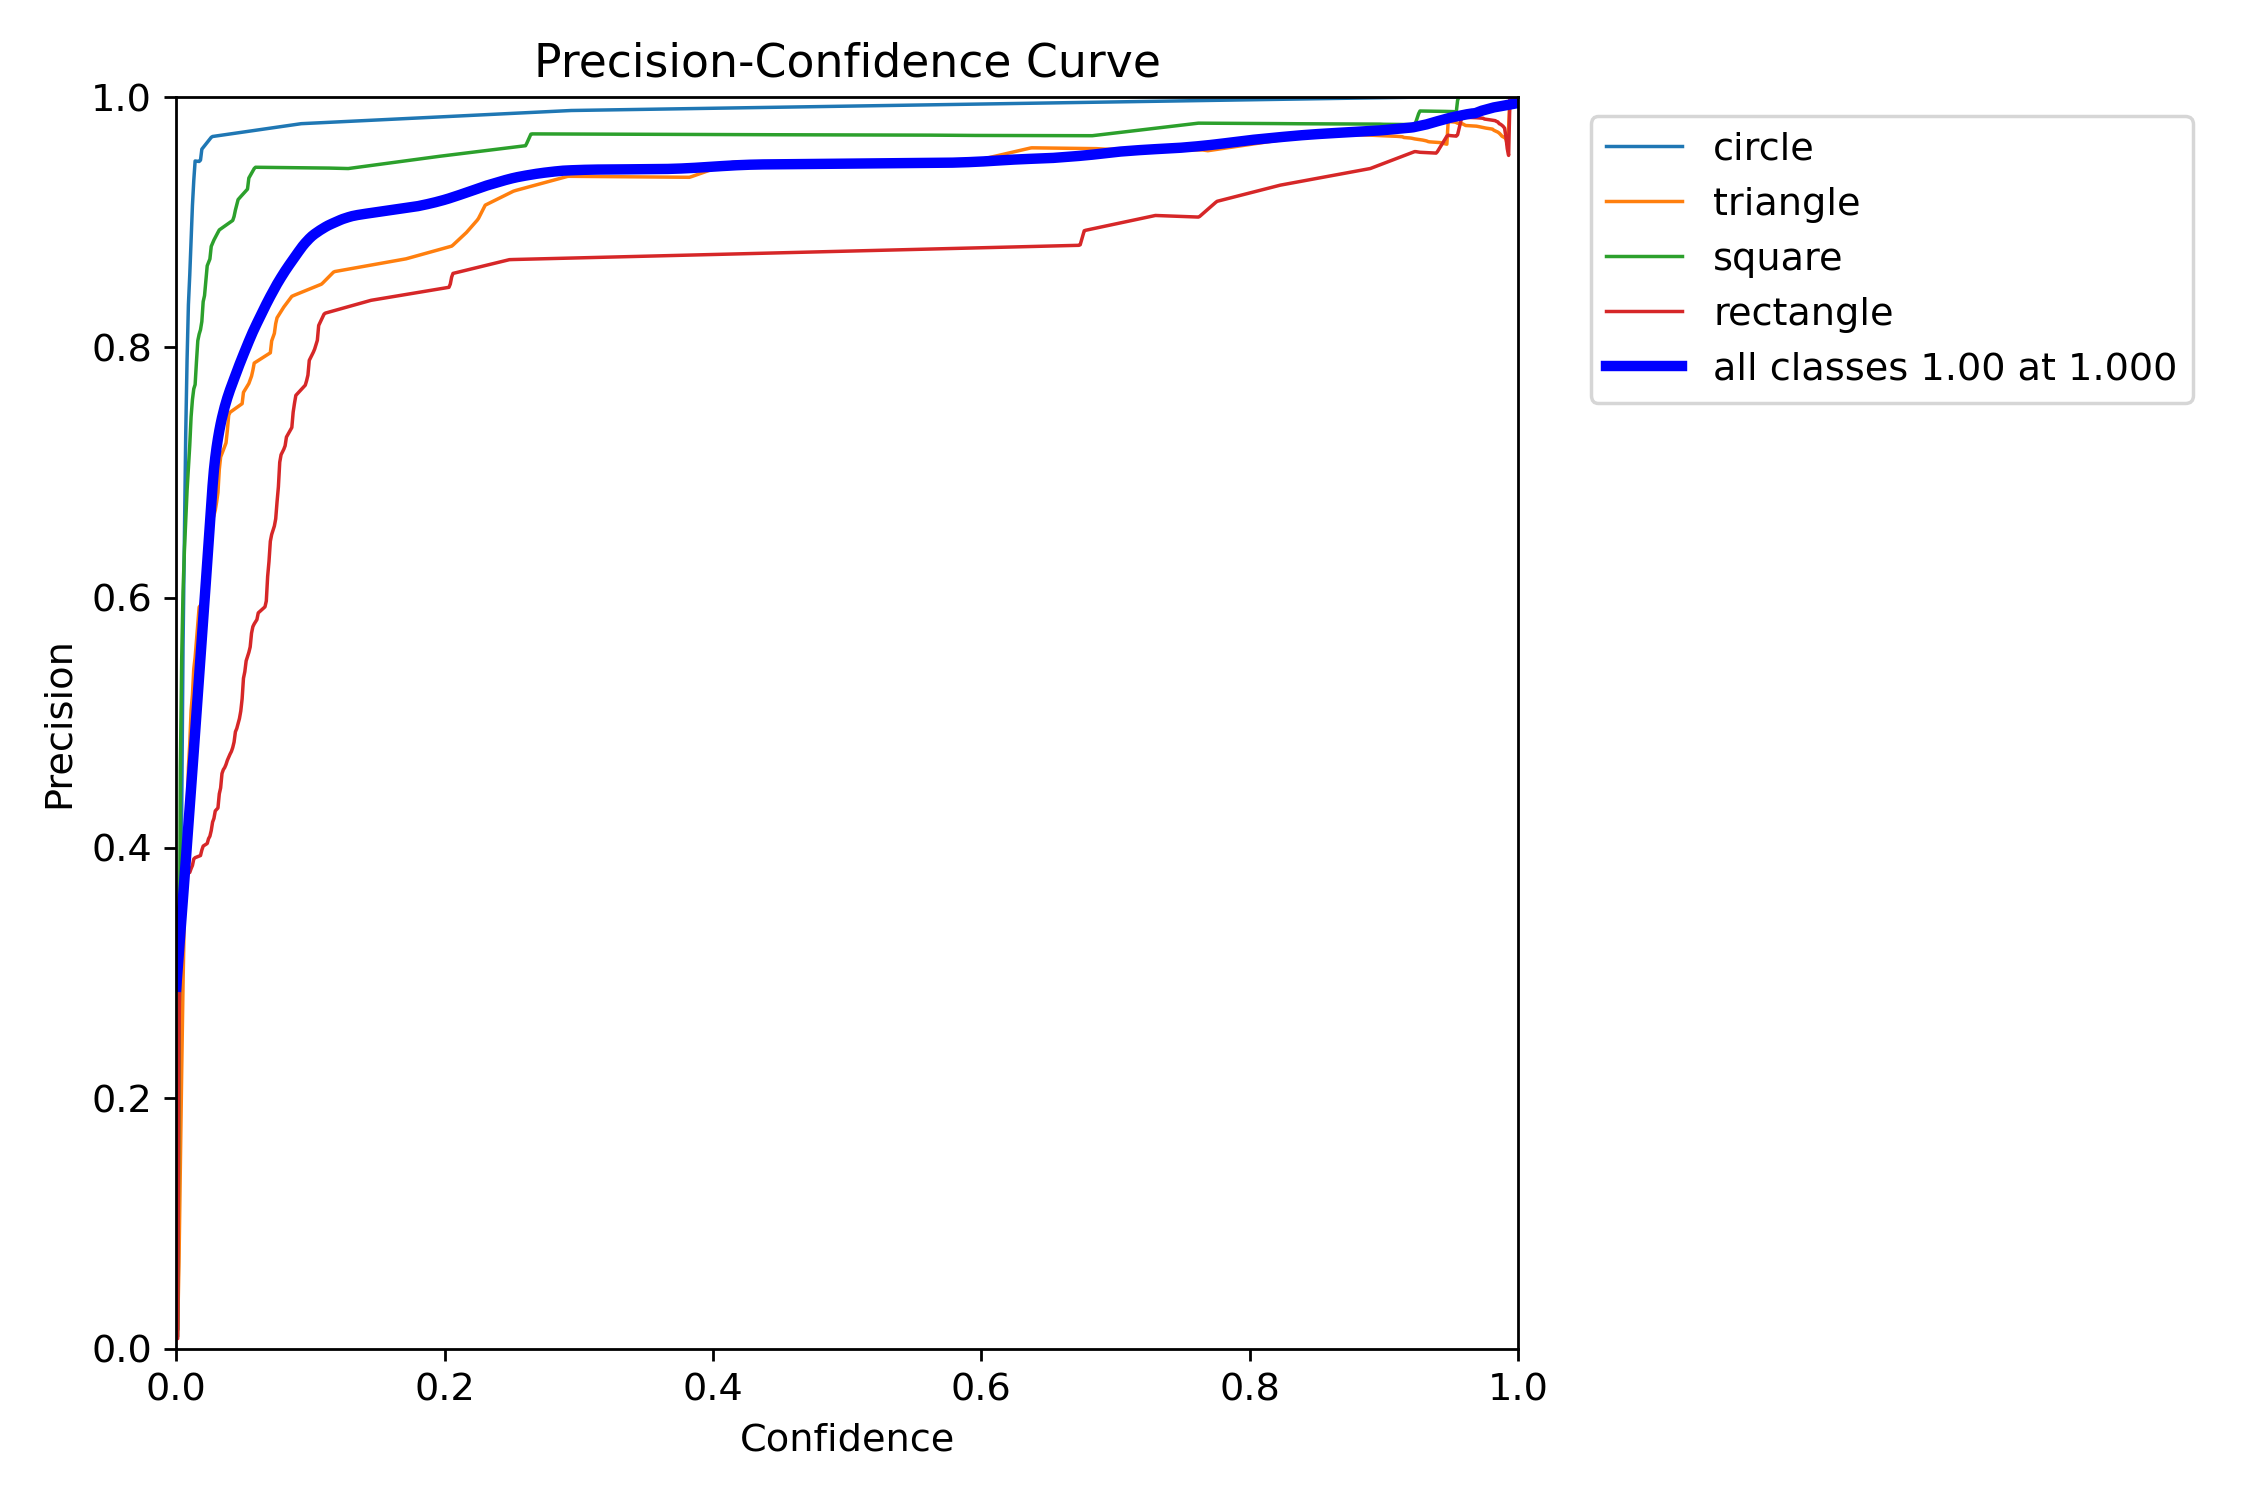 Precision-Confidence Curve
1.0
0.8
0.6
0.4
0.2
0.0
Precision
0.0 0.2 0.4 0.6 0.8 1.0
Confidence
circle
triangle
square
rectangle
all classes 1.00 at 1.000